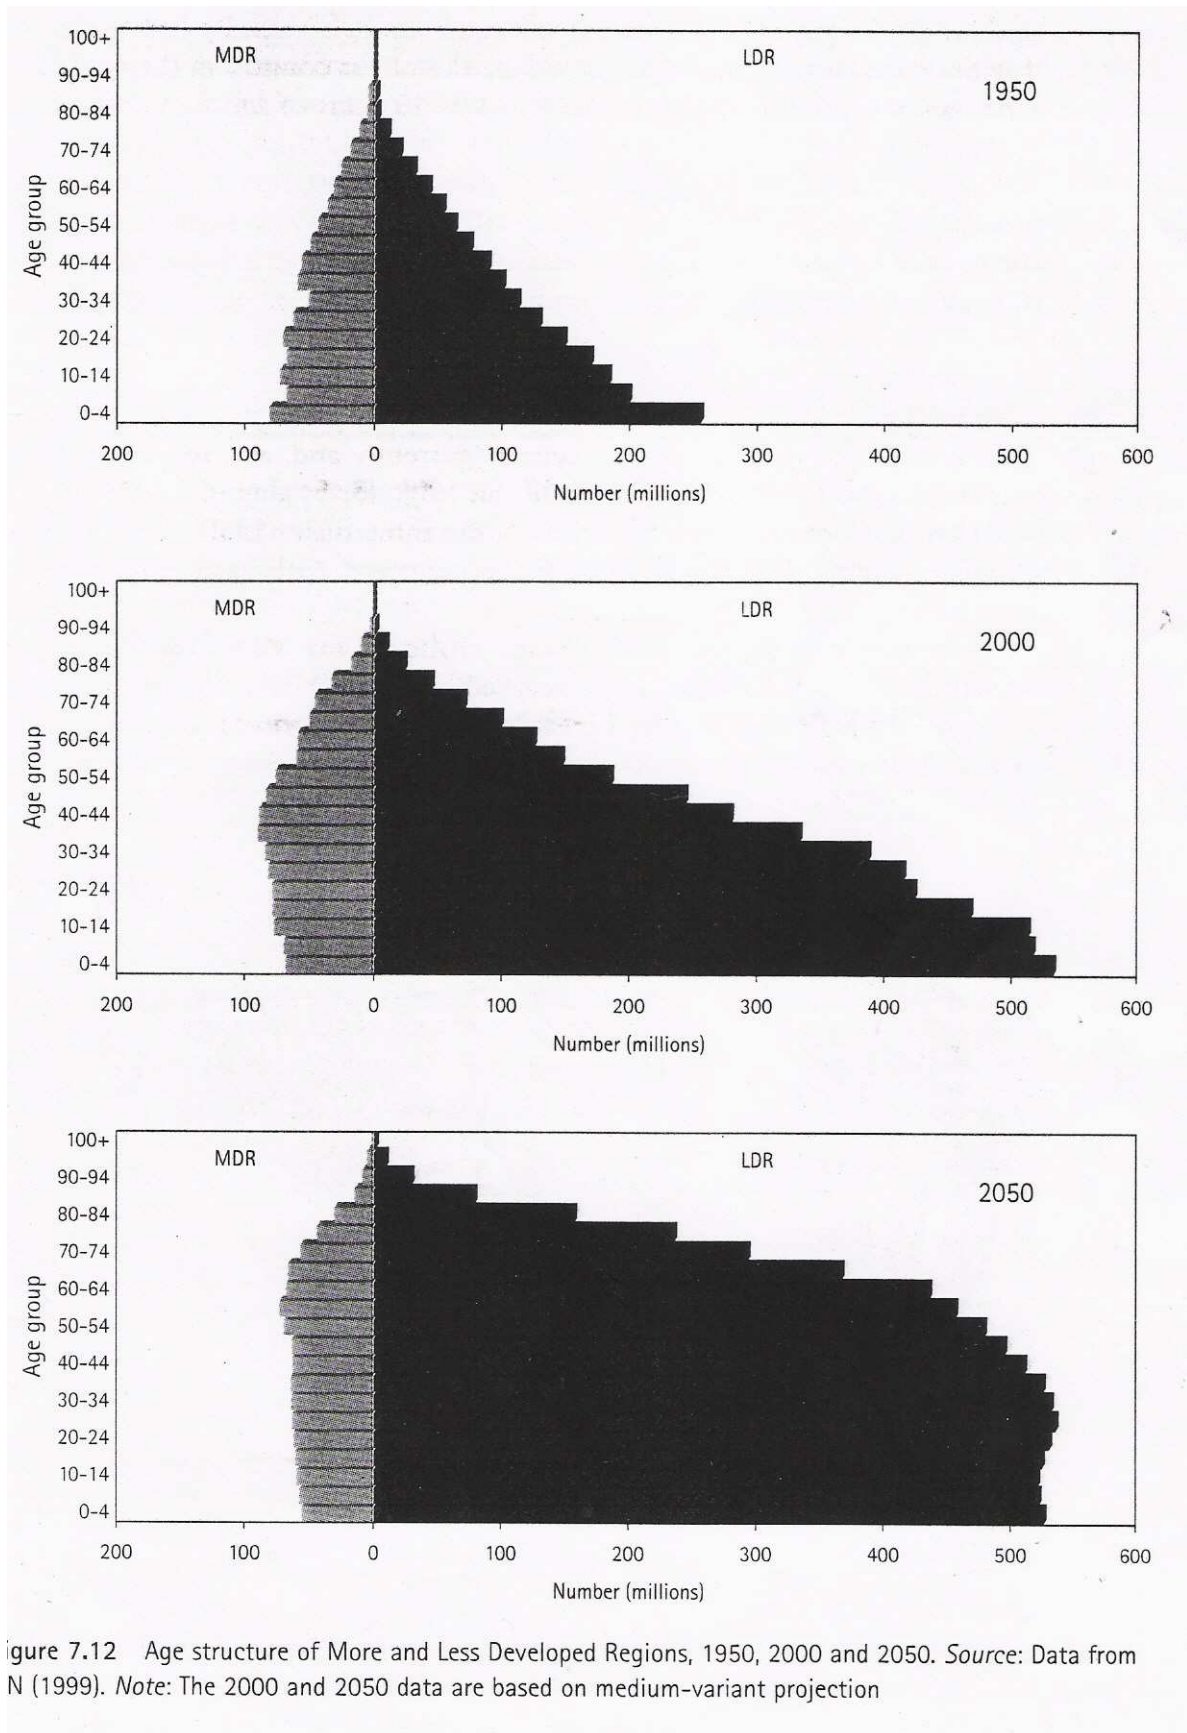 100+
MDR
LDR
90-94
1950
80-84
70-74
60-64
50-54
40-44
30-34
20-24
10-14
0-4
Age group
200 100 0 100 200 300 400 500 600
Number (millions)
100+
MDR
LDR
90-94
2000
80-84
70-74
60-64
50-54
40-44
30-34
20-24
10-14
0-4
Age group
200 100 0 100 200 300 400 500 600
Number (millions)
100+
MDR
LDR
90-94
2050
80-84
70-74
60-64
50-54
40-44
30-34
20-24
10-14
0-4
Age group
200 100 0 100 200 300 400 500 600
Number (millions)
igure 7.12 Age structure of More and Less Developed Regions, 1950, 2000 and 2050. Source: Data from
N (1999). Note: The 2000 and 2050 data are based on medium-variant projection